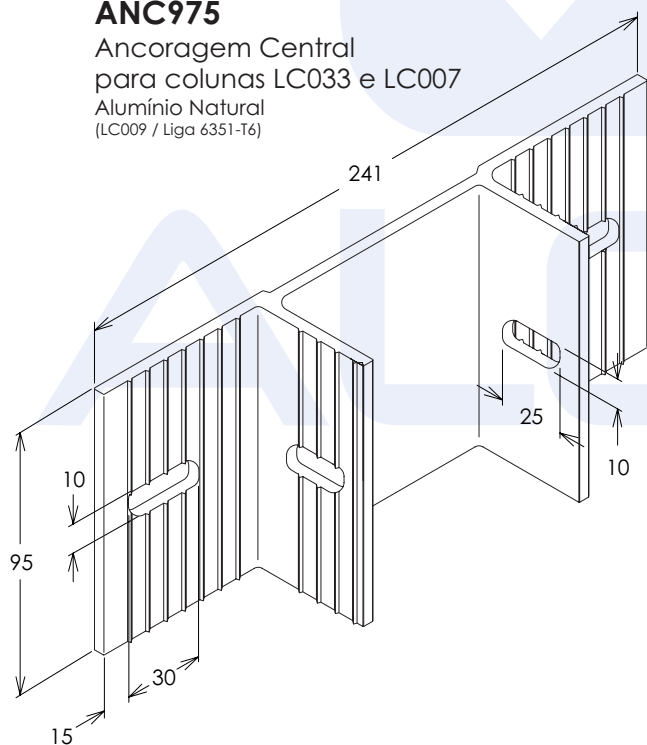 ANC975
Ancoragem Central
para colunas LC033 e LC007
Alumínio Natural
(LC009 / Liga 6351-T6)
241
25
10
10
95
30
15